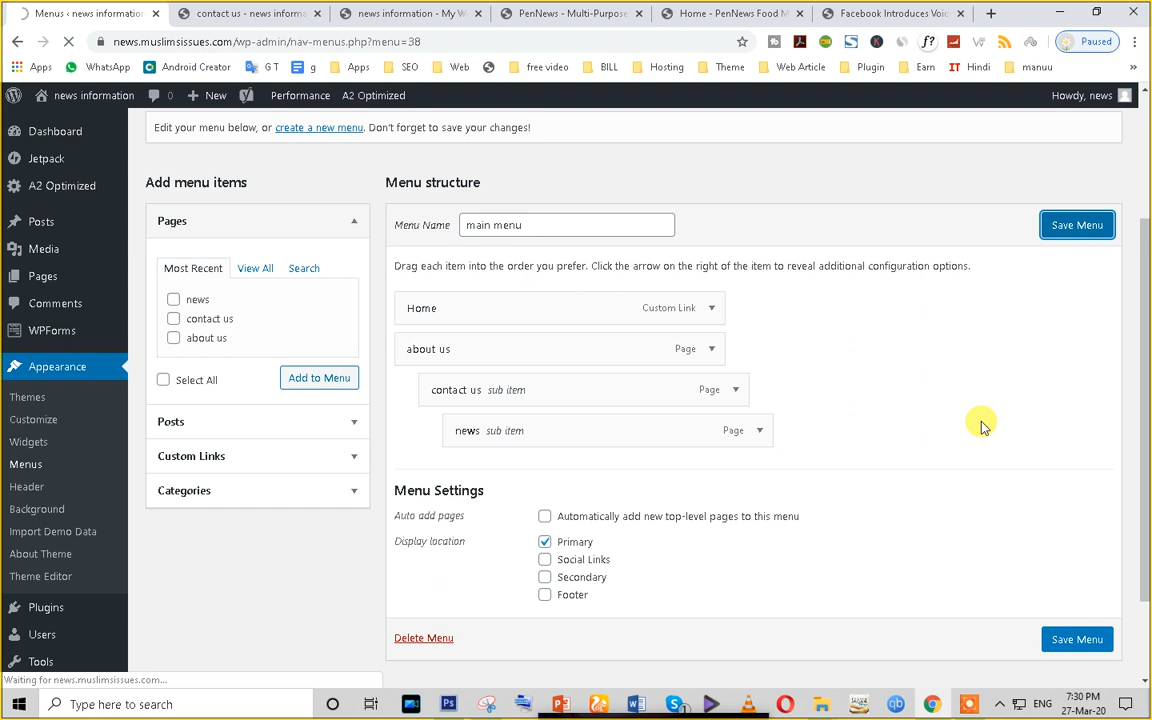 Menus ‹ news information
contact us - news informa
news information - My W
PenNews - Multi-Purpose
Home - PenNews Food M
Facebook Introduces Voic
news.muslimsissues.com/wp-admin/nav-menus.php?menu=38
Paused
Apps
WhatsApp
Android Creator
G T
g
Apps
SEO
Web
free video
BILL
Hosting
Theme
Web Article
Plugin
Earn
IT Hindi
manuu
news information
0
New
Performance
A2 Optimized
Howdy, news
Dashboard
Jetpack
A2 Optimized
Posts
Media
Pages
Comments
WPForms
Appearance
Themes
Customize
Widgets
Menus
Header
Background
Import Demo Data
About Theme
Theme Editor
Plugins
Users
Tools
Edit your menu below, or create a new menu. Don't forget to save your changes!
Add menu items
Pages
Most Recent
View All
Search
news
contact us
about us
Select All
Add to Menu
Posts
Custom Links
Categories
Menu structure
Menu Name
main menu
Save Menu
Drag each item into the order you prefer. Click the arrow on the right of the item to reveal additional configuration options.
Home Custom Link
about us Page
contact us sub item Page
news sub item Page
Menu Settings
Auto add pages
Automatically add new top-level pages to this menu
Display location
Primary
Social Links
Secondary
Footer
Delete Menu
Save Menu
Waiting for news.muslimsissues.com...
Type here to search
ENG
7:30 PM
27-Mar-20